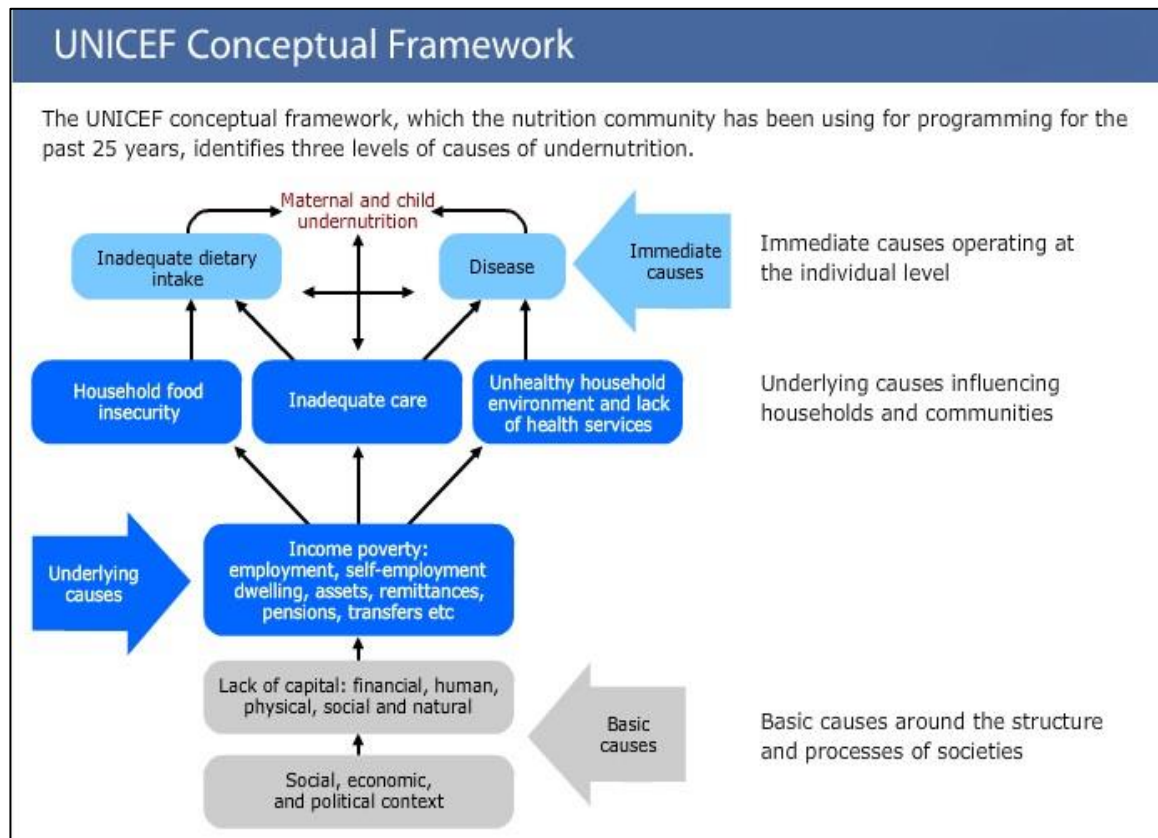 UNICEF Conceptual Framework
The UNICEF conceptual framework, which the nutrition community has been using for programming for the
past 25 years, identifies three levels of causes of undernutrition.
Maternal and child
undernutrition
Inadequate dietary
intake
Disease
Immediate
causes
Immediate causes operating at
the individual level
Household food
insecurity
Inadequate care
Unhealthy household
environment and lack
of health services
Underlying causes influencing
households and communities
Underlying
causes
Income poverty:
employment, self-employment
dwelling, assets, remittances,
pensions, transfers etc
Lack of capital: financial, human,
physical, social and natural
Basic
causes
Basic causes around the structure
and processes of societies
Social, economic,
and political context